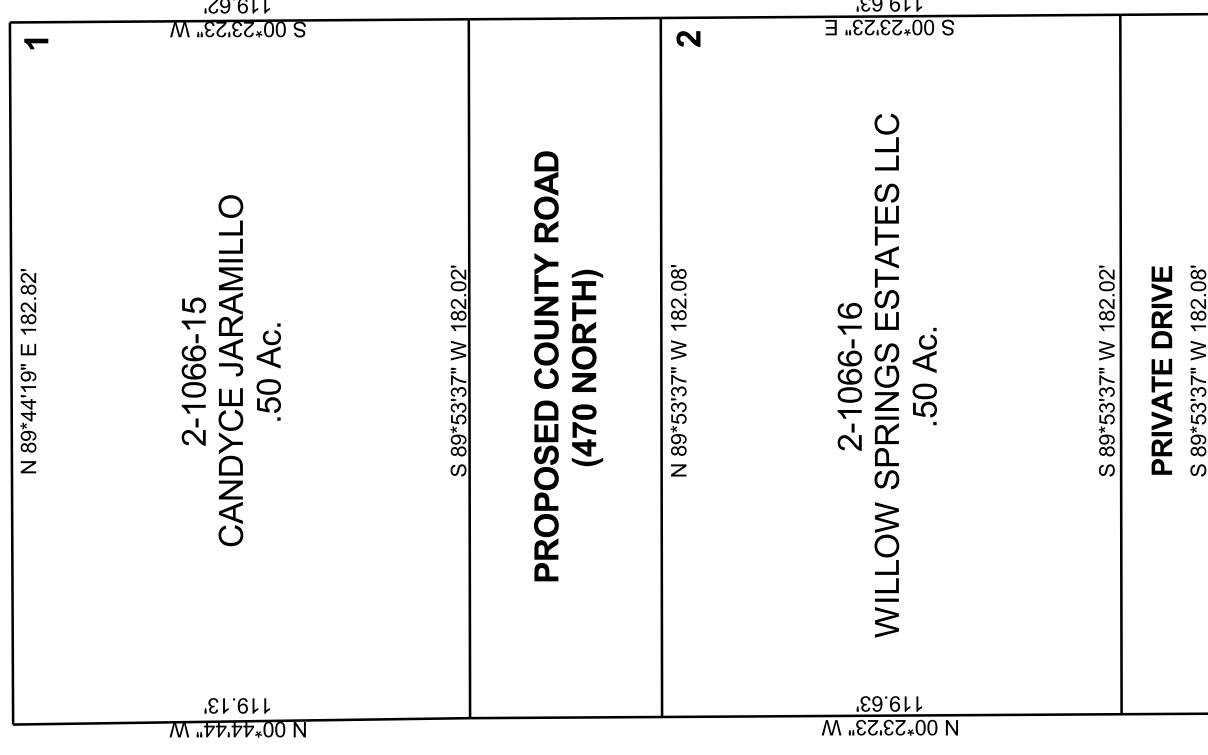 1
N 89*44'19" E 182.82'
2-1066-15
CANDYCE JARAMILLO
.50 Ac.
S 89*53'37" W 182.02'
S 00*23'23" W
119.62'
N 00*44'44" W
119.13'
PROPOSED COUNTY ROAD
(470 NORTH)
2
N 89*53'37" W 182.08'
2-1066-16
WILLOW SPRINGS ESTATES LLC
.50 Ac.
S 89*53'37" W 182.02'
S 00*23'23" E
119.63'
N 00*23'23" W
119.63'
PRIVATE DRIVE
S 89*53'37" W 182.08'